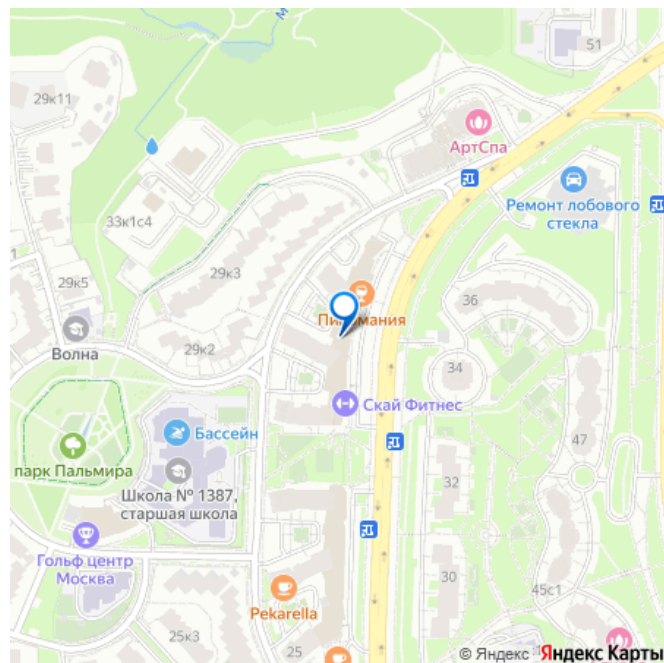 51
29к11
АртСпа
Ремонт лобового
стекла
33к1с4
29к3
29к5
36
Волна
29к2
34
Скай Фитнес
Бассейн
47
парк Пальмира
Школа № 1387,
старшая школа
32
Гольф центр
Москва
30
45с1
Pekarella
25к3
25
© Яндекс Яндекс Карты